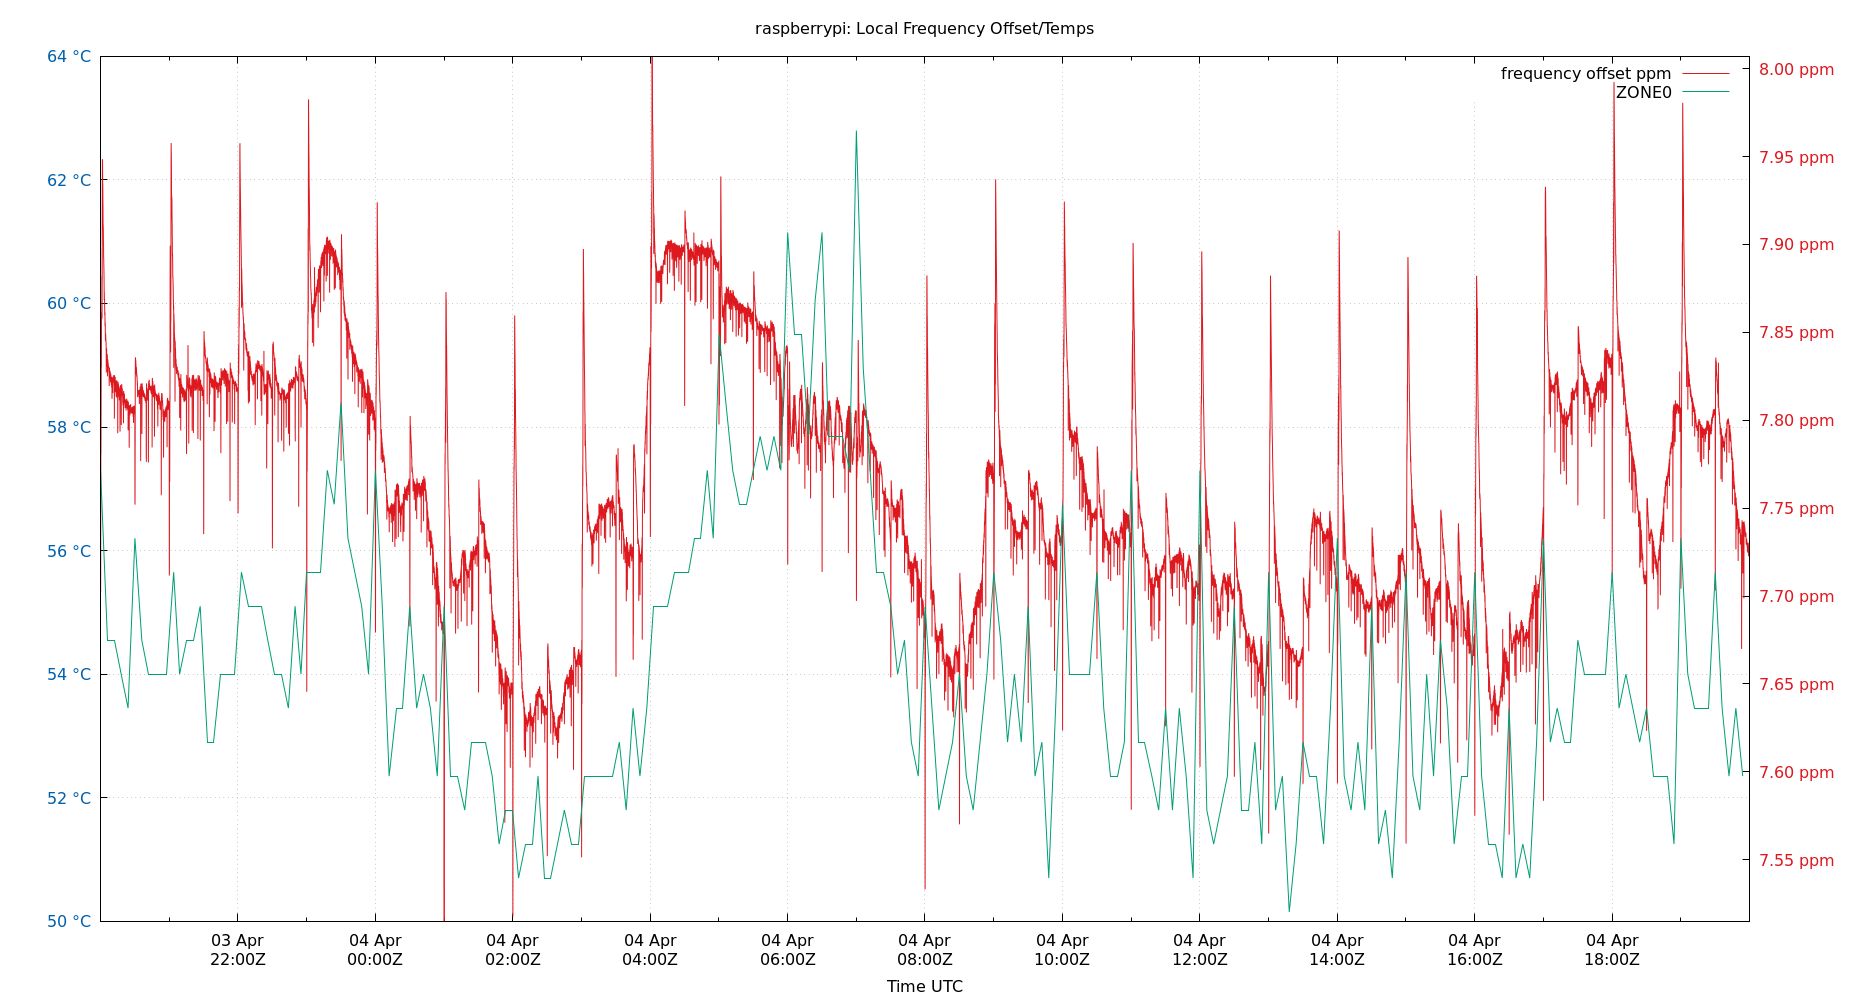 raspberrypi: Local Frequency Offset/Temps
64 °C
62 °C
60 °C
58 °C
56 °C
54 °C
52 °C
50 °C
8.00 ppm
7.95 ppm
7.90 ppm
7.85 ppm
7.80 ppm
7.75 ppm
7.70 ppm
7.65 ppm
7.60 ppm
7.55 ppm
frequency offset ppm
ZONE0
03 Apr
22:00Z
04 Apr
00:00Z
04 Apr
02:00Z
04 Apr
04:00Z
04 Apr
06:00Z
04 Apr
08:00Z
04 Apr
10:00Z
04 Apr
12:00Z
04 Apr
14:00Z
04 Apr
16:00Z
04 Apr
18:00Z
Time UTC